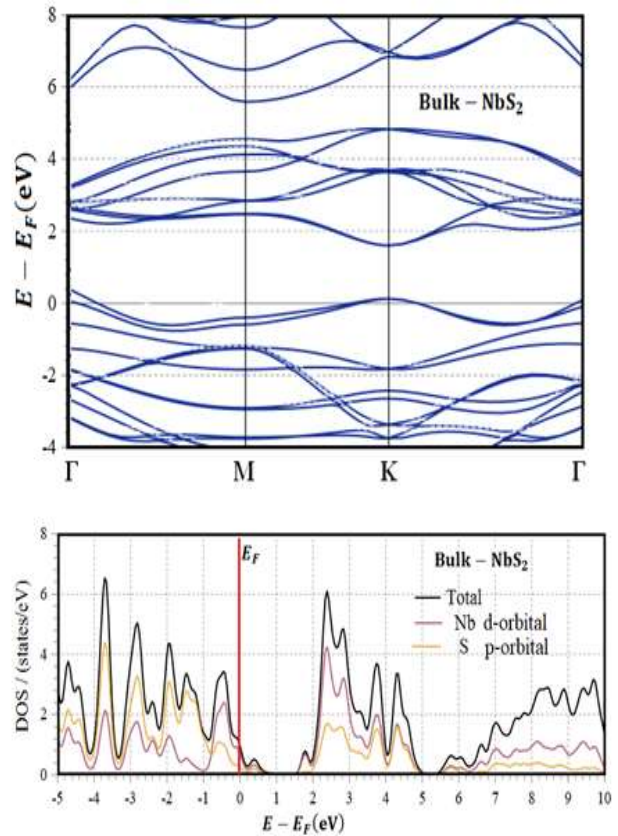 8
6
4
2
0
-2
-4
E − E_F(eV)
Bulk − NbS₂
Γ
M
K
Γ
8
6
4
2
0
DOS / (states/eV)
E_F
Bulk − NbS₂
Total
Nb d-orbital
S p-orbital
-5 -4 -3 -2 -1 0 1 2 3 4 5 6 7 8 9 10
E − E_F(eV)